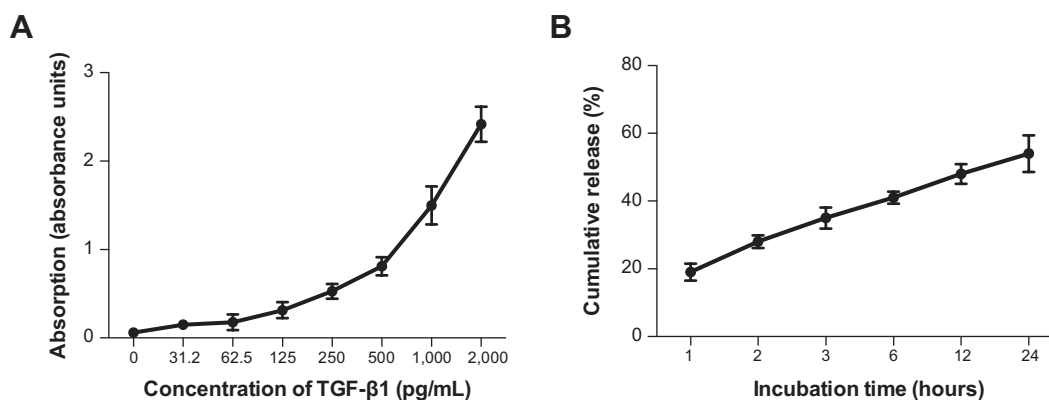 A
Absorption (absorbance units)
3
2
1
0
0 31.2 62.5 125 250 500 1,000 2,000
Concentration of TGF-β1 (pg/mL)
B
Cumulative release (%)
80
60
40
20
0
1 2 3 6 12 24
Incubation time (hours)